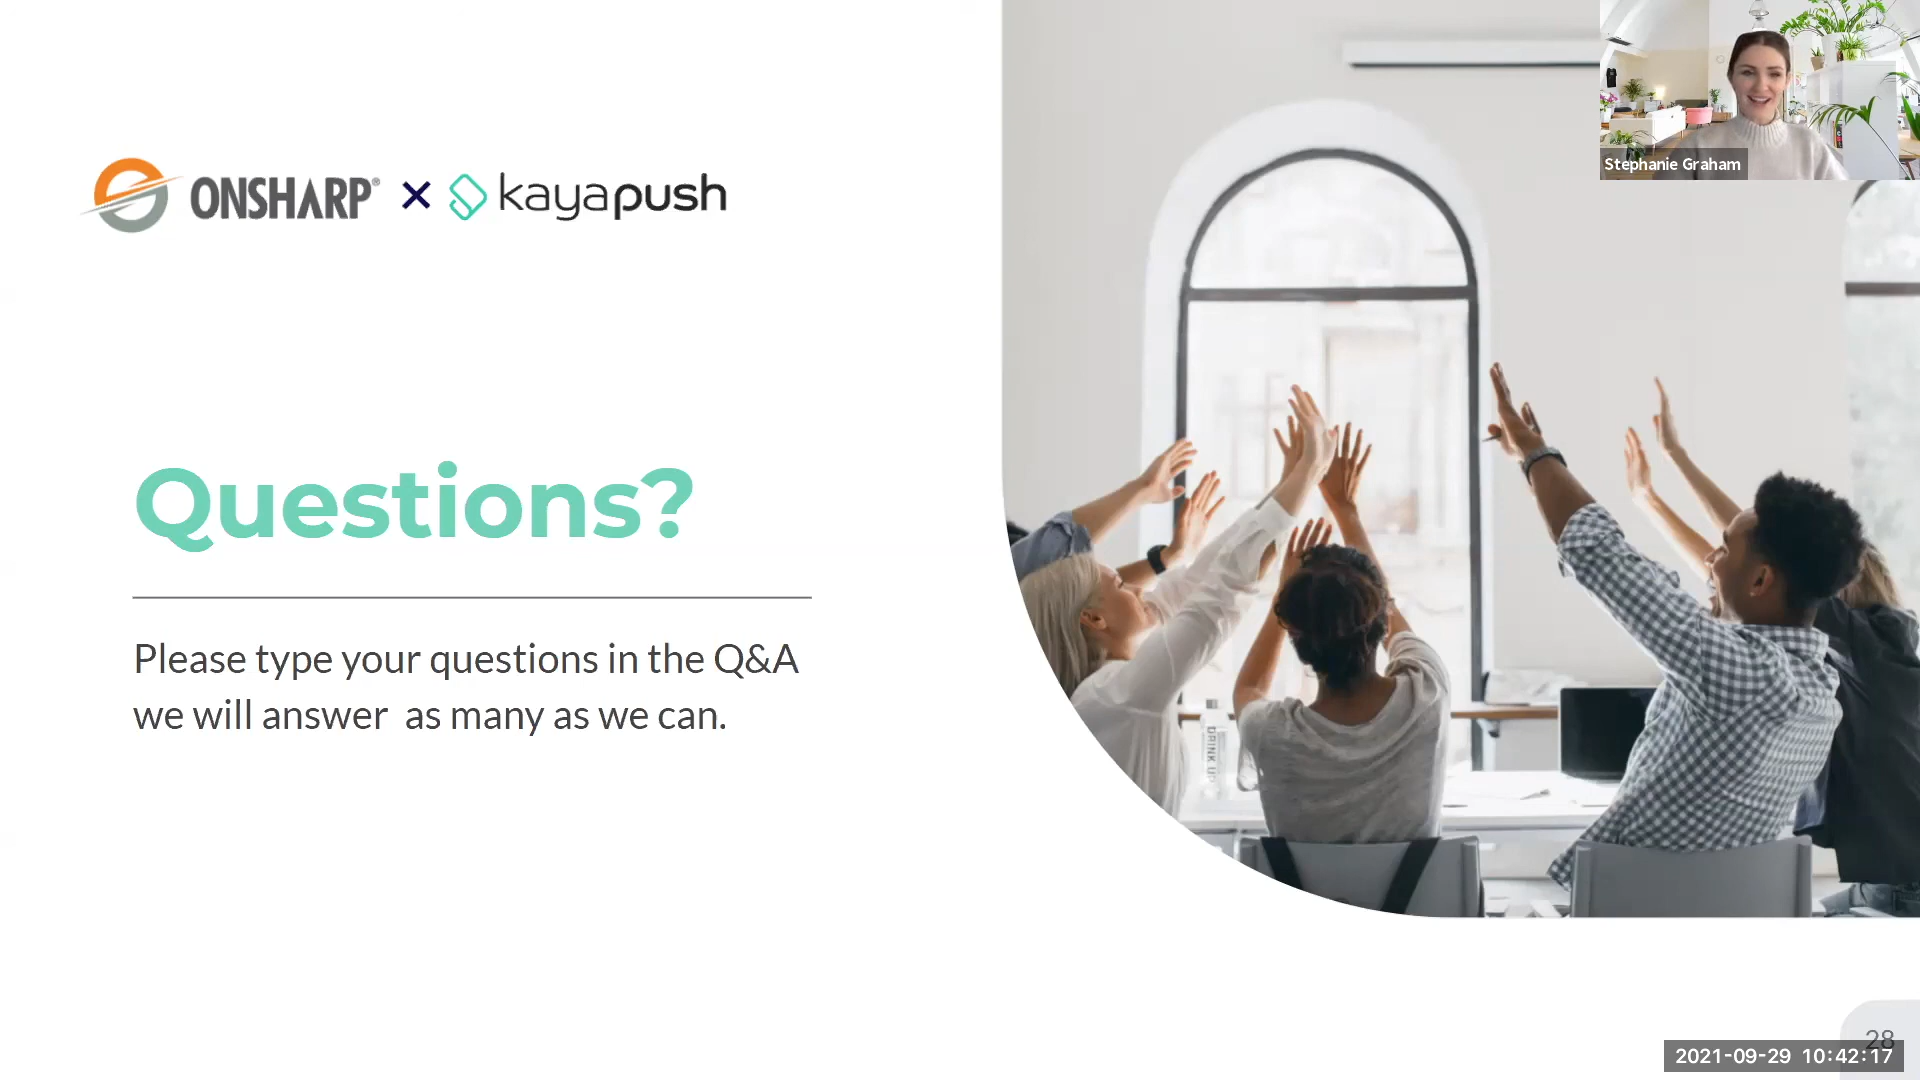 ONSHARP® × kayapush
Stephanie Graham
Questions?
Please type your questions in the Q&A
we will answer  as many as we can.
DRINK
28
2021-09-29 10:42:17